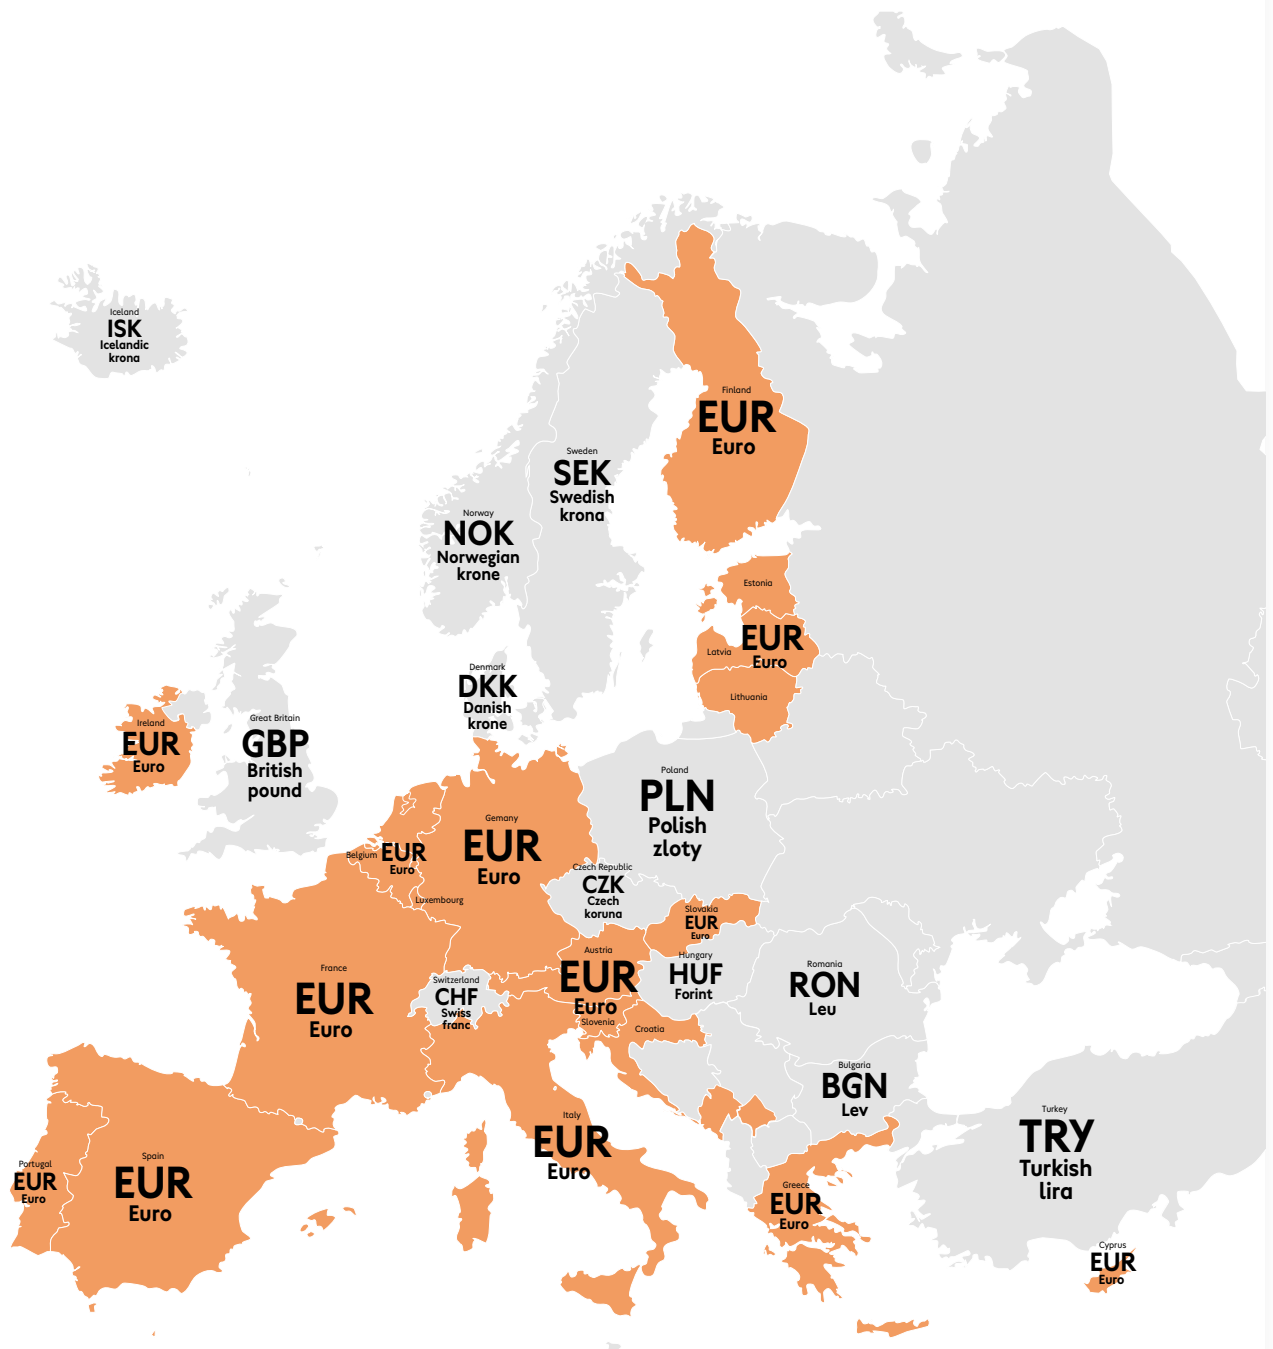 Iceland
ISK
Icelandic
krona
Finland
EUR
Euro
Sweden
SEK
Swedish
krona
Norway
NOK
Norwegian
krone
Estonia
Latvia
EUR
Euro
Lithuania
Denmark
DKK
Danish
krone
Ireland
EUR
Euro
Great Britain
GBP
British
pound
Poland
PLN
Polish
zloty
Gemany
EUR
Euro
Belgium
EUR
Euro
Luxembourg
Czech Republic
CZK
Czech
koruna
Slovakia
EUR
Euro
Austria
EUR
Euro
Hungary
HUF
Forint
Romania
RON
Leu
France
EUR
Euro
Switzerland
CHF
Swiss
franc
Slovenia
Croatia
Bulgaria
BGN
Lev
Italy
EUR
Euro
Turkey
TRY
Turkish
lira
Portugal
EUR
Euro
Spain
EUR
Euro
Greece
EUR
Euro
Cyprus
EUR
Euro